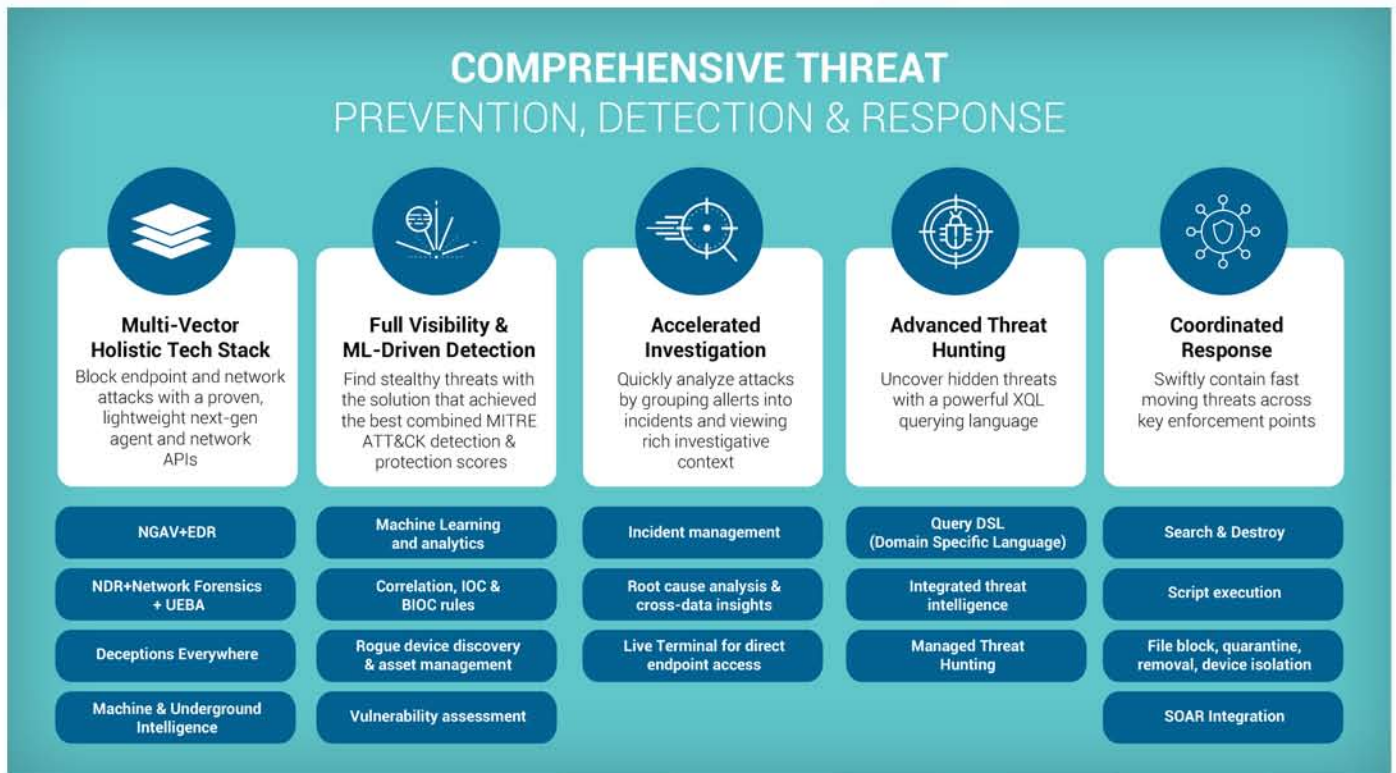 COMPREHENSIVE THREAT
PREVENTION, DETECTION & RESPONSE
Multi-Vector
Holistic Tech Stack
Block endpoint and network
attacks with a proven,
lightweight next-gen
agent and network
APIs
NGAV+EDR
NDR+Network Forensics
+ UEBA
Deceptions Everywhere
Machine & Underground
Intelligence
Full Visibility &
ML-Driven Detection
Find stealthy threats with
the solution that achieved
the best combined MITRE
ATT&CK detection &
protection scores
Machine Learning
and analytics
Correlation, IOC &
BIOC rules
Rogue device discovery
& asset management
Vulnerability assessment
Accelerated
Investigation
Quickly analyze attacks
by grouping allerts into
incidents and viewing
rich investigative
context
Incident management
Root cause analysis &
cross-data insights
Live Terminal for direct
endpoint access
Advanced Threat
Hunting
Uncover hidden threats
with a powerful XQL
querying language
Query DSL
(Domain Specific Language)
Integrated threat
intelligence
Managed Threat
Hunting
Coordinated
Response
Swiftly contain fast
moving threats across
key enforcement points
Search & Destroy
Script execution
File block, quarantine,
removal, device isolation
SOAR Integration